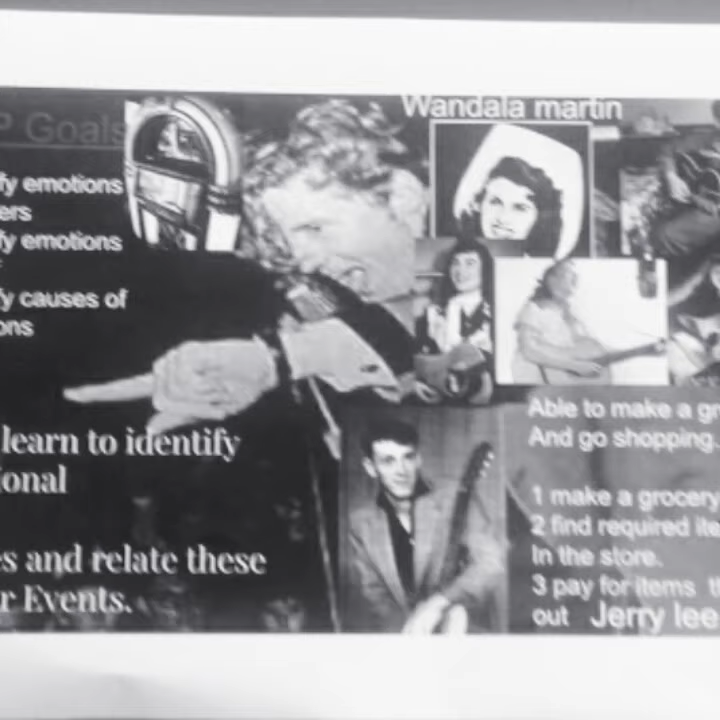 P Goals
fy emotions
ers
fy emotions
y causes of
ons
learn to identify
ional
es and relate these
r Events.
Wandala martin
Able to make a gr
And go shopping
1 make a grocery
2 find required ite
In the store.
3 pay for items t
out Jerry lee